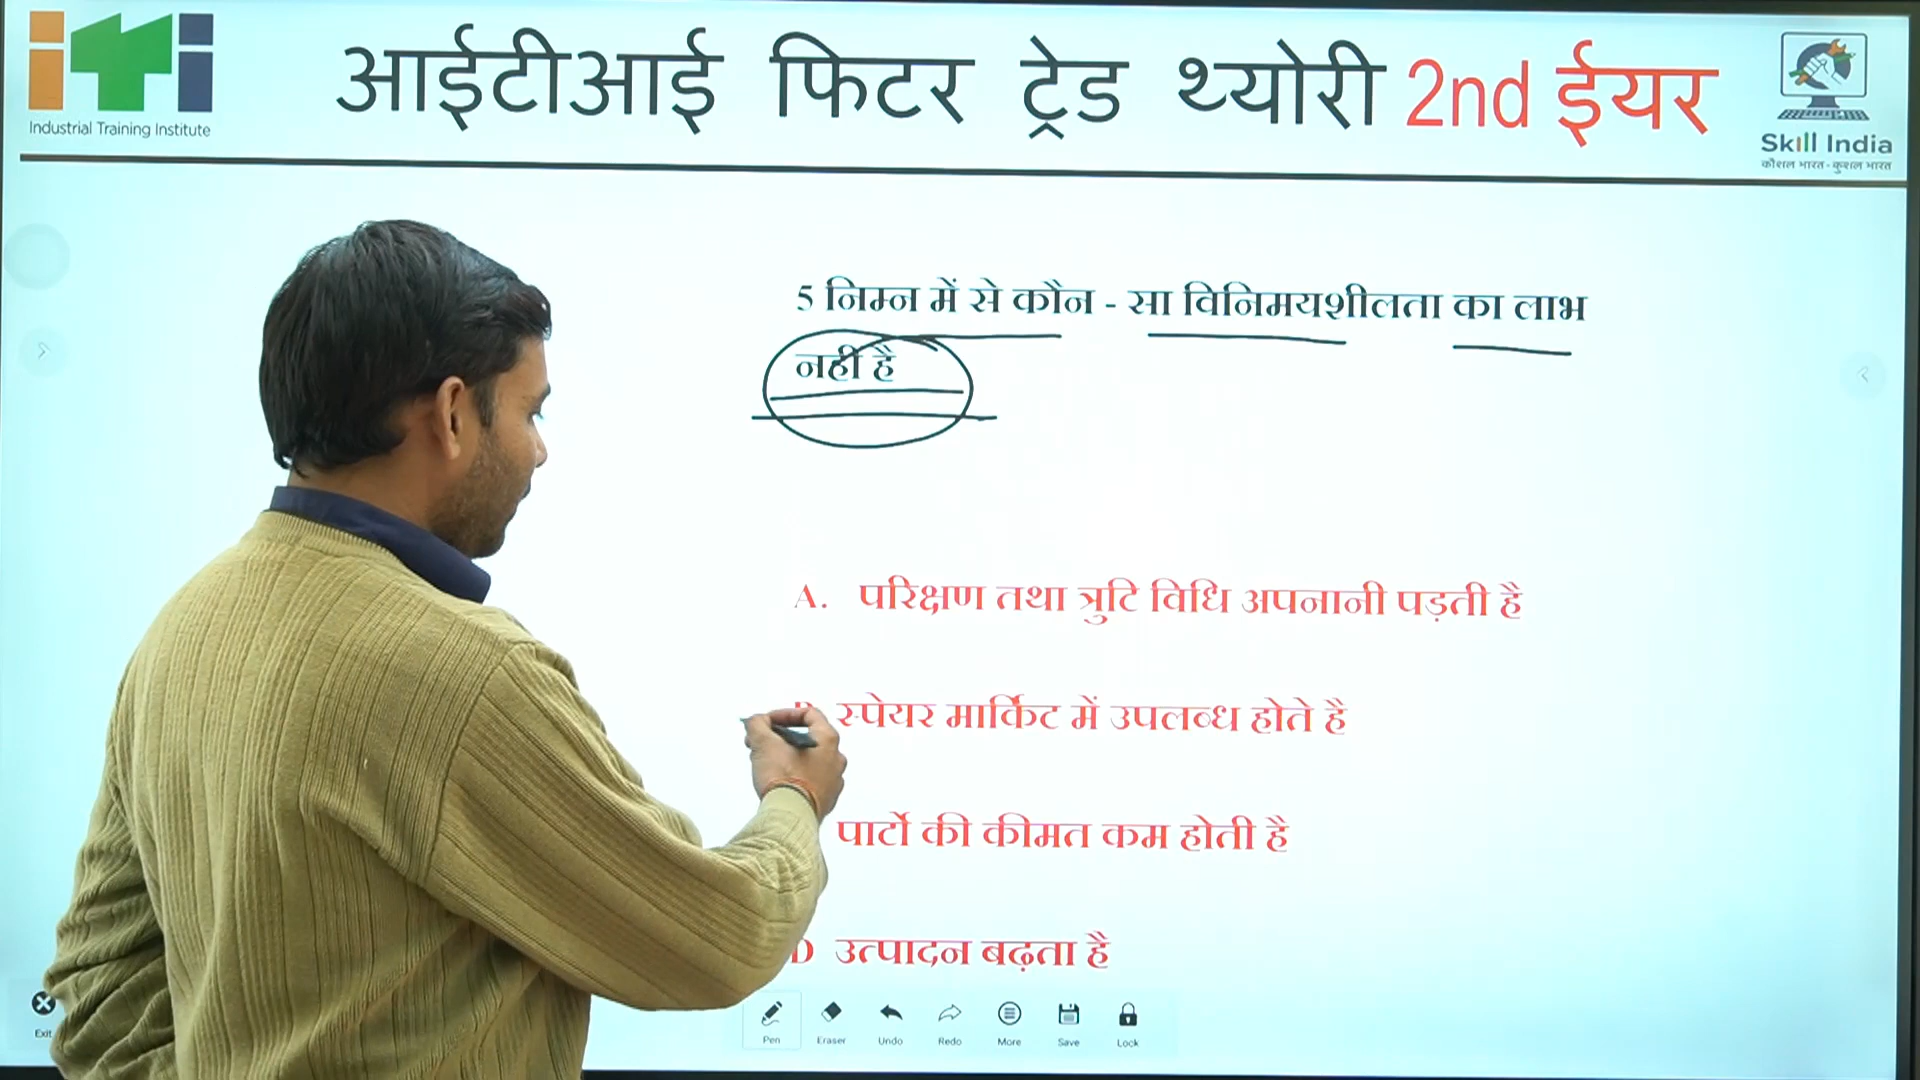 iTi
Industrial Training Institute
आईटीआई फिटर ट्रेड थ्योरी 2nd ईयर
Skill India
कौशल भारत - कुशल भारत
5 निम्न में से कौन - सा विनिमयशीलता का लाभ
नही है
A. परिक्षण तथा त्रुटि विधि अपनानी पड़ती है
स्पेयर मार्किट में उपलब्ध होते है
पार्टो की कीमत कम होती है
D उत्पादन बढ़ता है
Exit
Pen Eraser Undo Redo More Save Lock